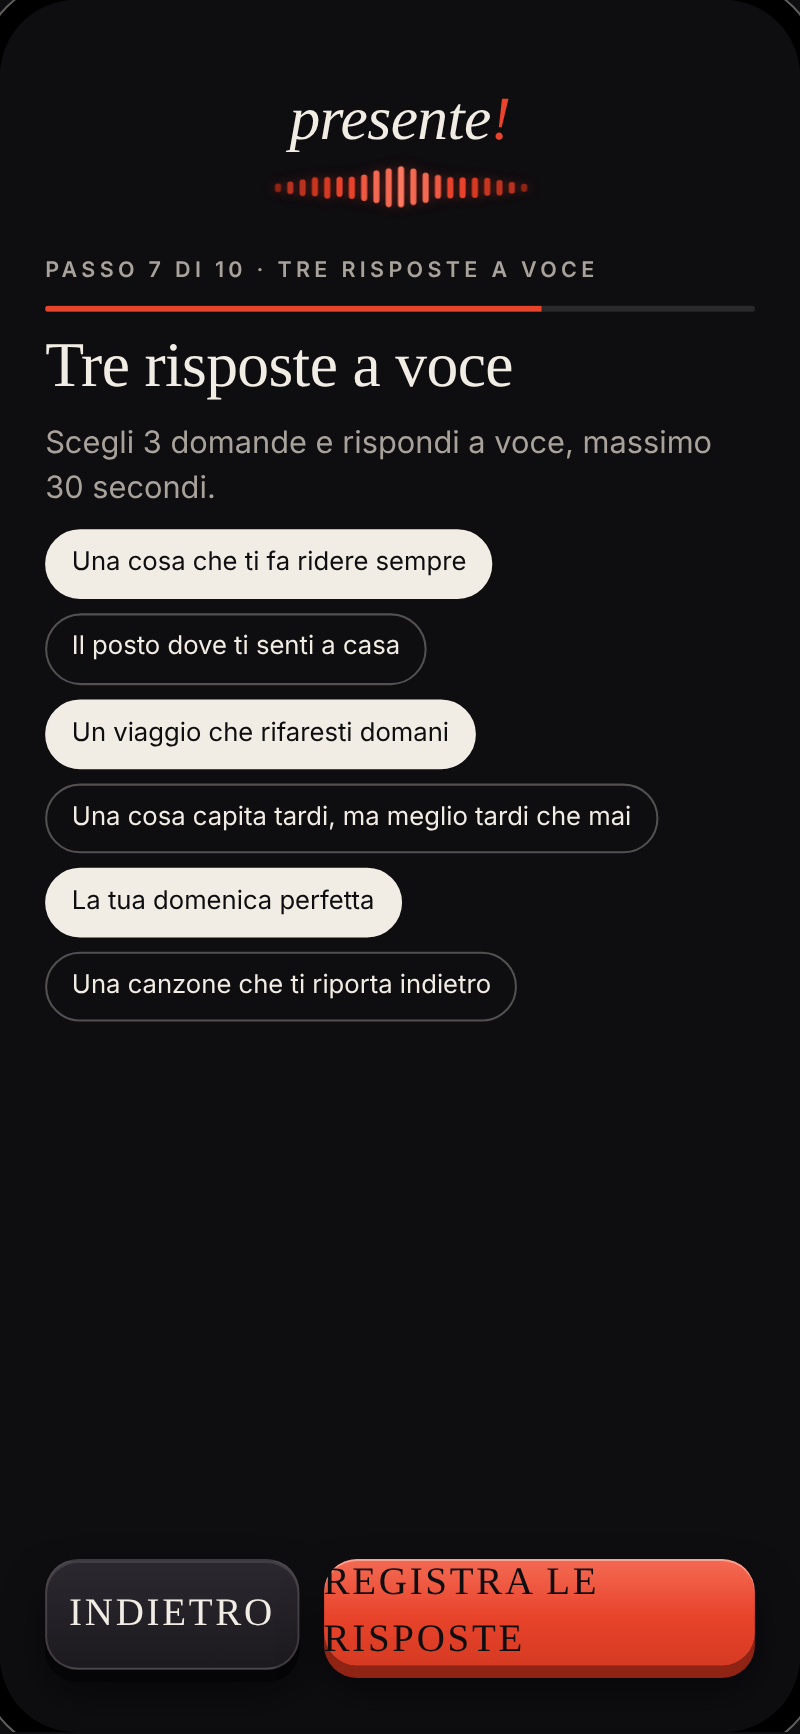 presente!
PASSO 7 DI 10 · TRE RISPOSTE A VOCE
Tre risposte a voce
Scegli 3 domande e rispondi a voce, massimo
30 secondi.
Una cosa che ti fa ridere sempre
Il posto dove ti senti a casa
Un viaggio che rifaresti domani
Una cosa capita tardi, ma meglio tardi che mai
La tua domenica perfetta
Una canzone che ti riporta indietro
INDIETRO
REGISTRA LE
RISPOSTE